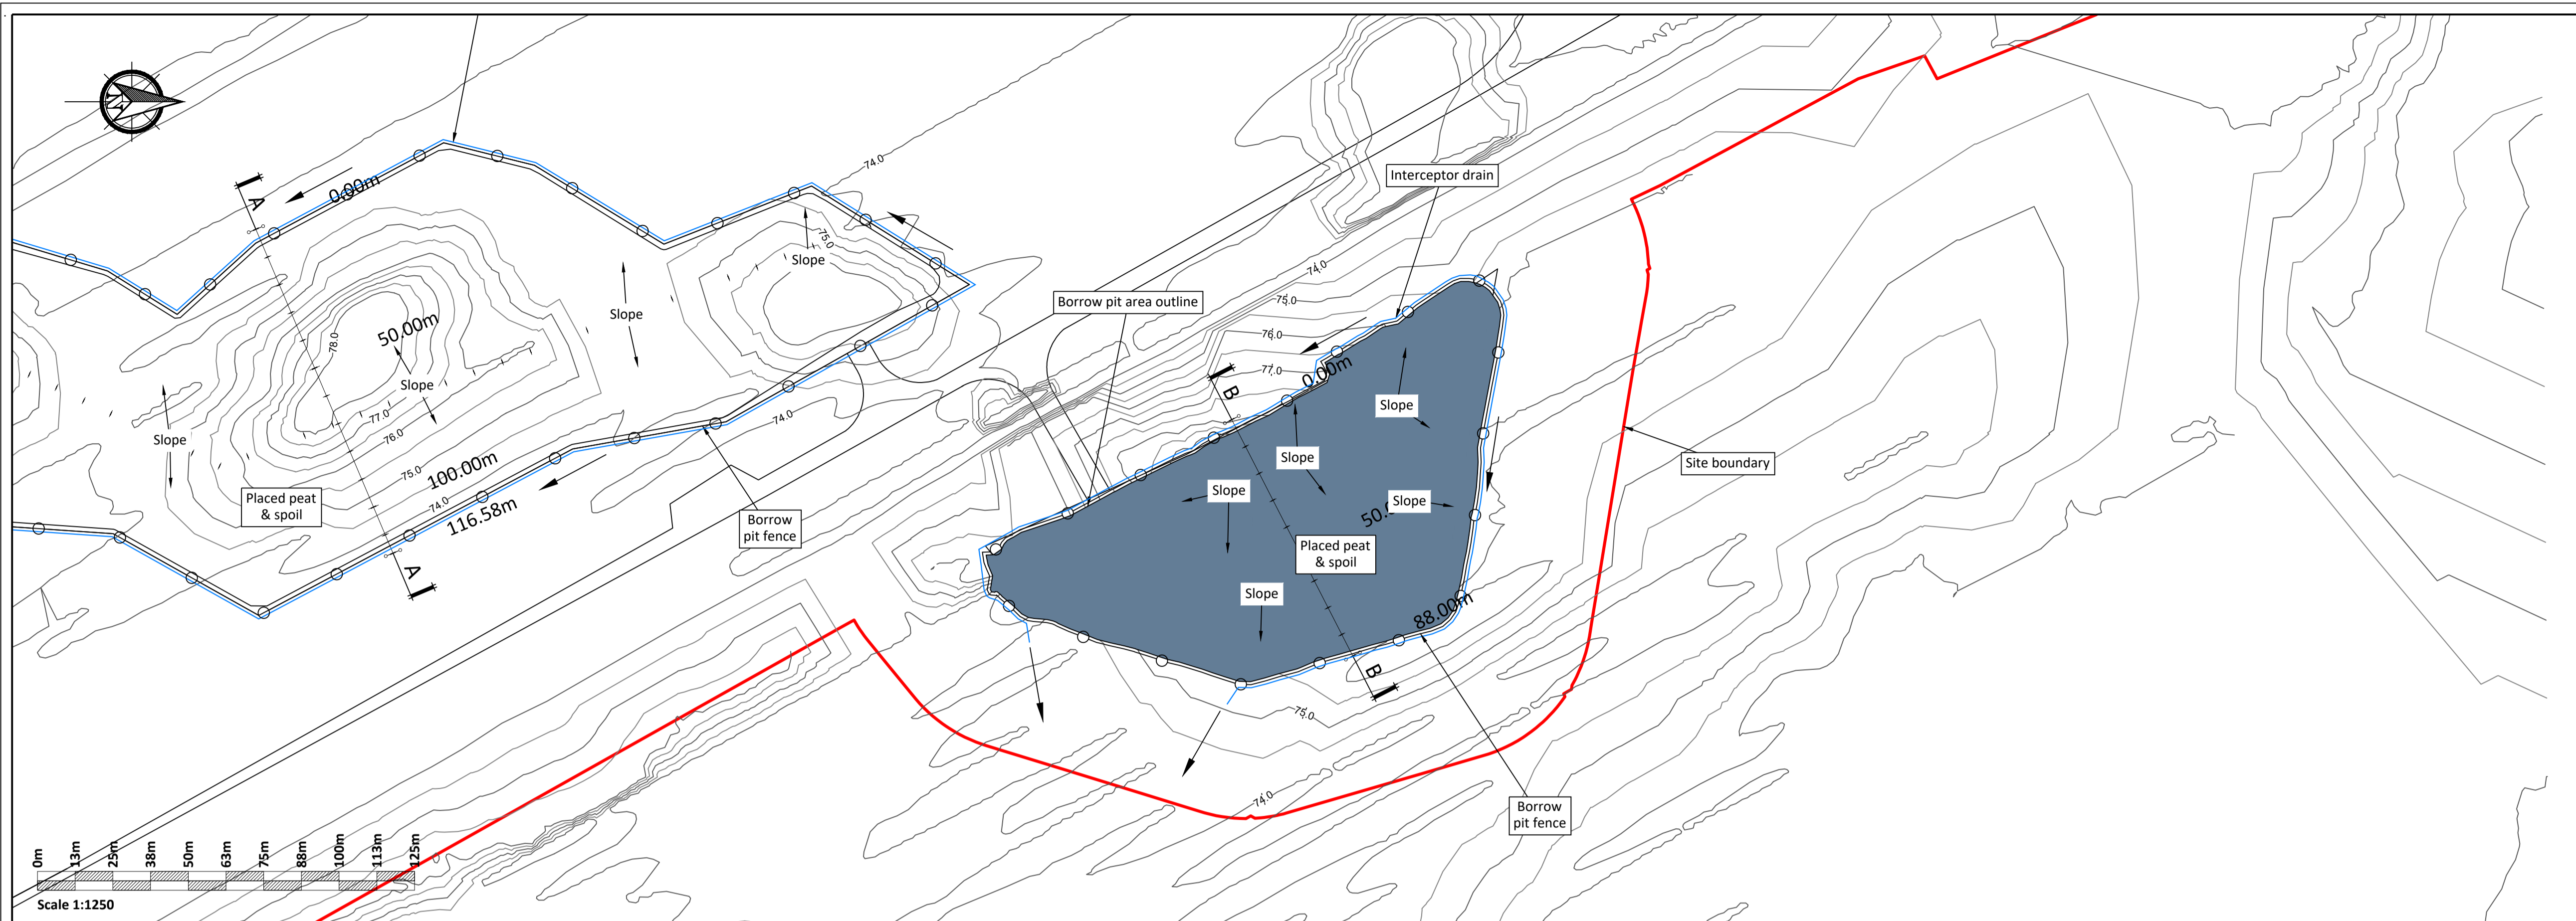 N
74.0
Interceptor drain
0.00m
A
75.0
Slope
74.0
75.0
Borrow pit area outline
Slope
76.0
50.00m
78.0
77.0
0.00m
Slope
B
Slope
77.0
74.0
76.0
Slope
Slope
Site boundary
100.00m
75.0
Slope
Slope
50.0
Placed peat
& spoil
74.0
116.58m
Borrow
pit fence
Placed peat
& spoil
A
Slope
88.00m
B
75.0
74.0
Borrow
pit fence
0m
13m
25m
38m
50m
63m
75m
88m
100m
113m
125m
Scale 1:1250